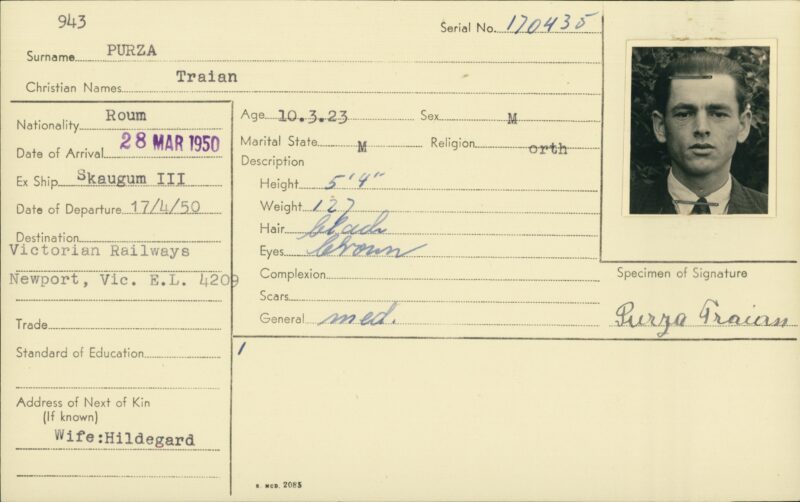 943
Serial No. 170435
Surname PURZA
Christian Names Traian
Nationality Roum
Date of Arrival 28 MAR 1950
Ex Ship Skaugum III
Date of Departure 17/4/50
Destination
Victorian Railways
Newport, Vic. E.L. 4209
Trade
Standard of Education
Address of Next of Kin
(If known)
Wife:Hildegard
Age 10.3.23 Sex M
Marital State M Religion orth
Description
Height 5'4"
Weight 127
Hair black
Eyes brown
Complexion
Scars
General med.
Specimen of Signature
Purza Traian
R. MCD. 2085